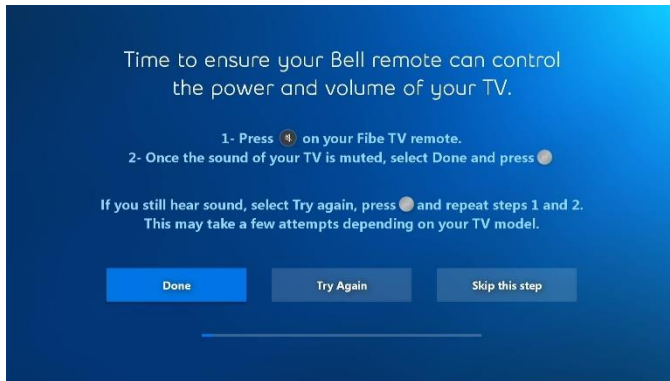 Time to ensure your Bell remote can control
the power and volume of your TV.
1- Press on your Fibe TV remote.
2- Once the sound of your TV is muted, select Done and press
If you still hear sound, select Try again, press and repeat steps 1 and 2.
This may take a few attempts depending on your TV model.
Done
Try Again
Skip this step